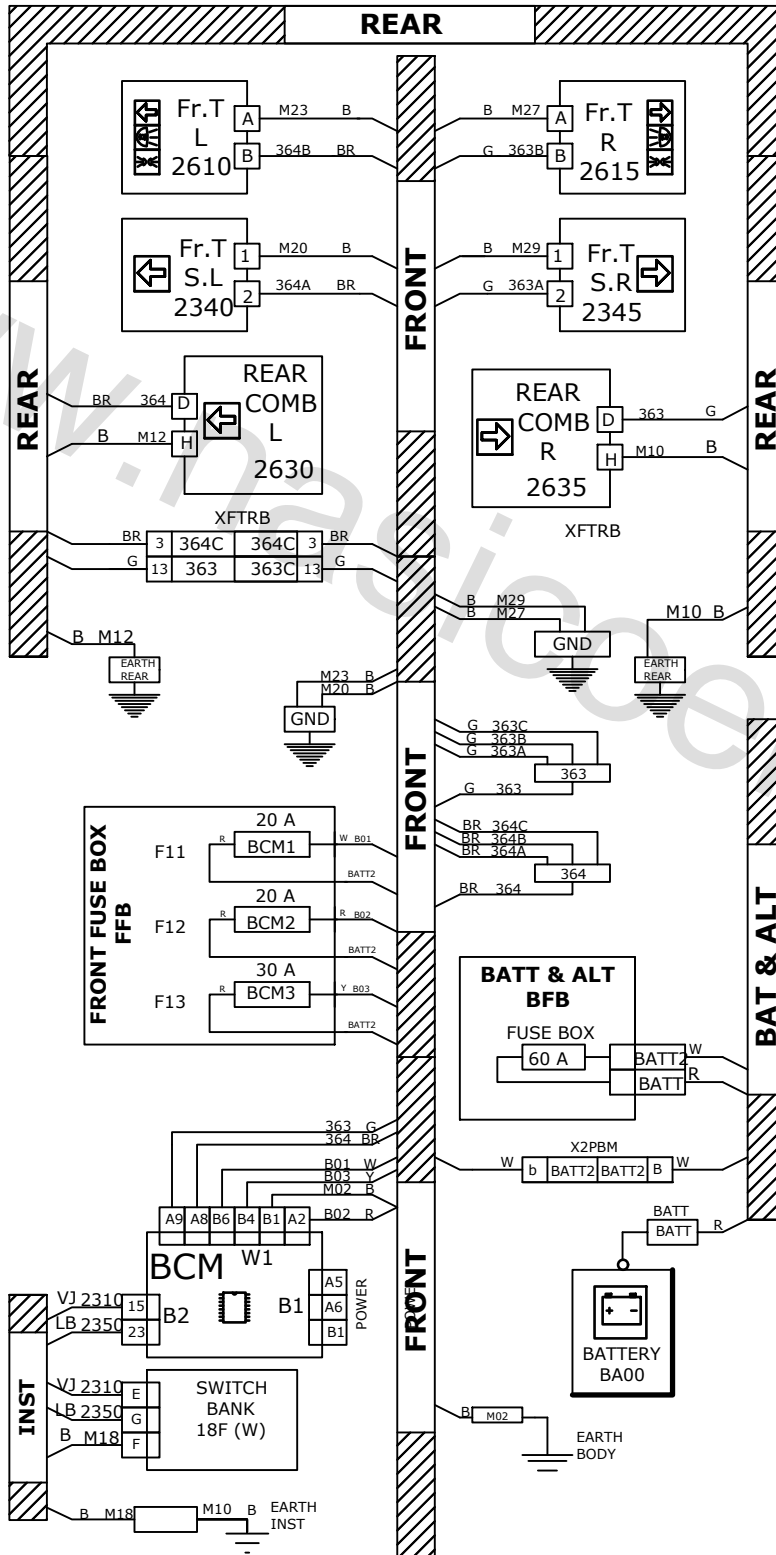 REAR
Fr.T
L
2610
A
B
M23 B
364B BR
B M27
G 363B
A
B
Fr.T
R
2615
Fr.T
S.L
2340
1
2
M20 B
364A BR
FRONT
B M29
G 363A
1
2
Fr.T
S.R
2345
REAR
BR 364
B M12
D
H
REAR
COMB
L
2630
REAR
COMB
R
2635
D
H
363 G
M10 B
REAR
XFTRB
BR 3 364C 364C 3 BR
G 13 363 363C 13 G
XFTRB
B M12
EARTH
REAR
B M29
B M27
GND
M10 B
EARTH
REAR
M23 B
M20 B
GND
FRONT
G 363C
G 363B
G 363A
363
G 363
BR 364C
BR 364B
BR 364A
364
BR 364
FRONT FUSE BOX
FFB
20 A
F11 R BCM1 W B01
BATT2
20 A
F12 R BCM2 R B02
BATT2
30 A
F13 R BCM3 Y B03
BATT2
BATT & ALT
BFB
FUSE BOX
60 A
BATT2 W
BATT R
BAT & ALT
363 G
364 BR
B01 W
B03 Y
M02 B
B02 R
A9 A8 B6 B4 B1 A2
BCM W1
B2
B1
A5
A6
B1
POWER
X2PBM
W b BATT2 BATT2 B W
BATT
BATT R
BATTERY
BA00
FRONT
VJ 2310 15
LB 2350 23
INST
VJ 2310 E
LB 2350 G
B M18 F
SWITCH
BANK
18F (W)
B M02
EARTH
BODY
B M18 M10 B
EARTH
INST